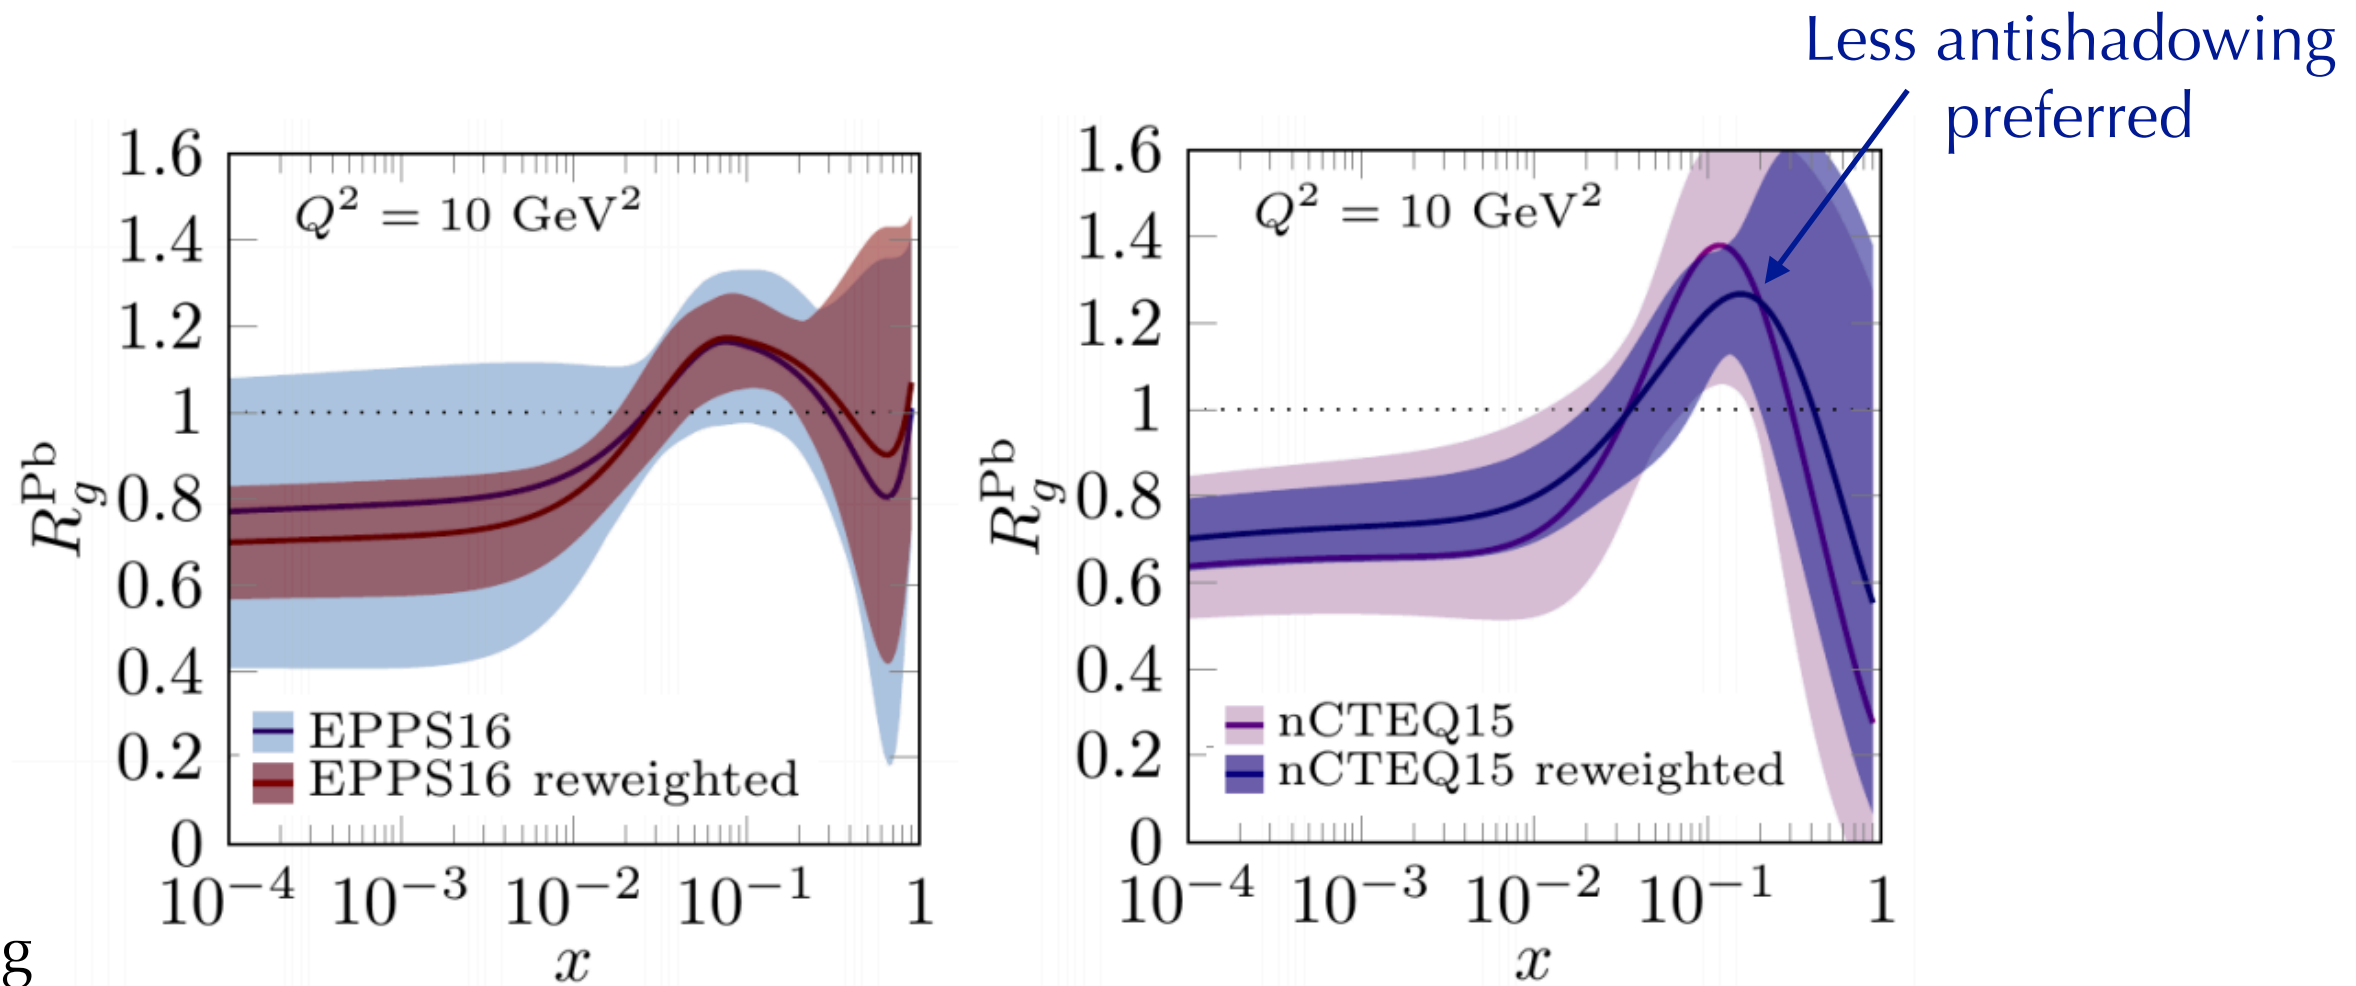 Less antishadowing
preferred
1.6
1.4
1.2
1
0.8
0.6
0.4
0.2
0
R_g^Pb
Q² = 10 GeV²
EPPS16
EPPS16 reweighted
10⁻⁴ 10⁻³ 10⁻² 10⁻¹ 1
x
1.6
1.4
1.2
1
0.8
0.6
0.4
0.2
0
R_g^Pb
Q² = 10 GeV²
nCTEQ15
nCTEQ15 reweighted
10⁻⁴ 10⁻³ 10⁻² 10⁻¹ 1
x
g